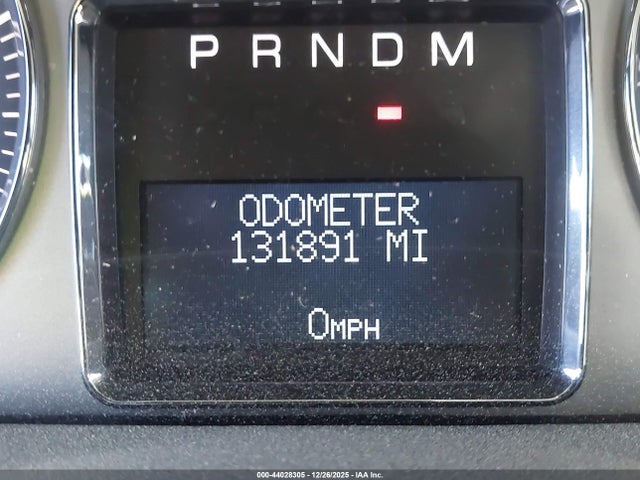 P R N D M
ODOMETER
131891 MI
0MPH
000-44028305 - 12/26/2025 - IAA Inc.